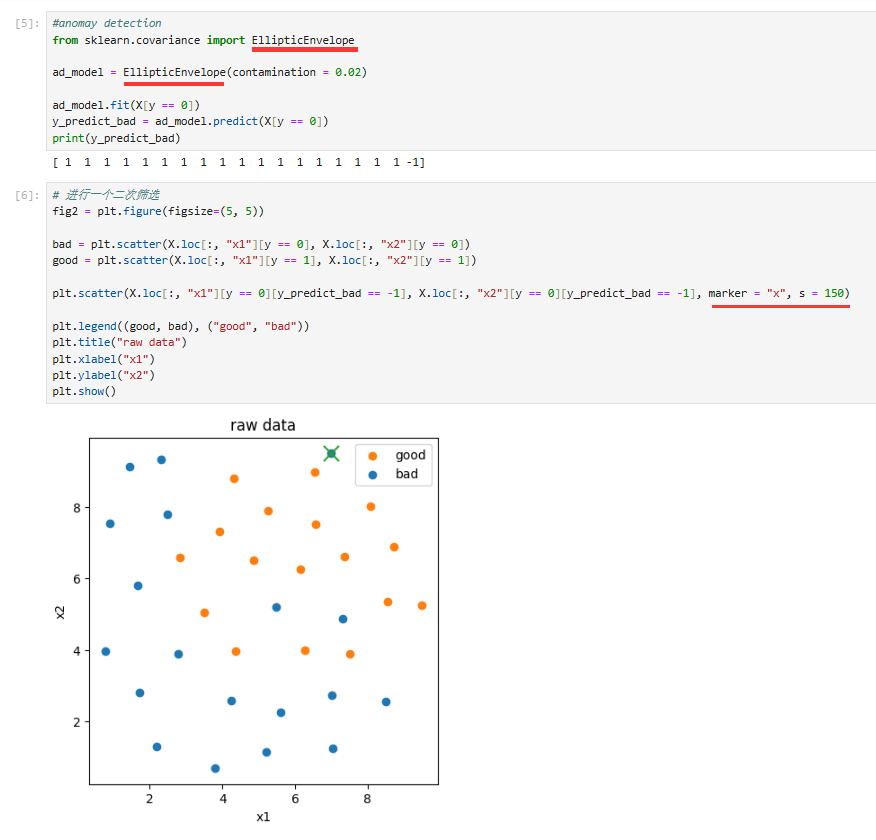 [5]: #anomay detection
from sklearn.covariance import EllipticEnvelope
ad_model = EllipticEnvelope(contamination = 0.02)
ad_model.fit(X[y == 0])
y_predict_bad = ad_model.predict(X[y == 0])
print(y_predict_bad)
[ 1 1 1 1 1 1 1 1 1 1 1 1 1 1 1 1 1 1 -1]
[6]: # 进行一个二次筛选
fig2 = plt.figure(figsize=(5, 5))
bad = plt.scatter(X.loc[:, "x1"][y == 0], X.loc[:, "x2"][y == 0])
good = plt.scatter(X.loc[:, "x1"][y == 1], X.loc[:, "x2"][y == 1])
plt.scatter(X.loc[:, "x1"][y == 0][y_predict_bad == -1], X.loc[:, "x2"][y == 0][y_predict_bad == -1], marker = "x", s = 150)
plt.legend((good, bad), ("good", "bad"))
plt.title("raw data")
plt.xlabel("x1")
plt.ylabel("x2")
plt.show()
raw data
good
bad
8
6
4
2
x2
2 4 6 8
x1